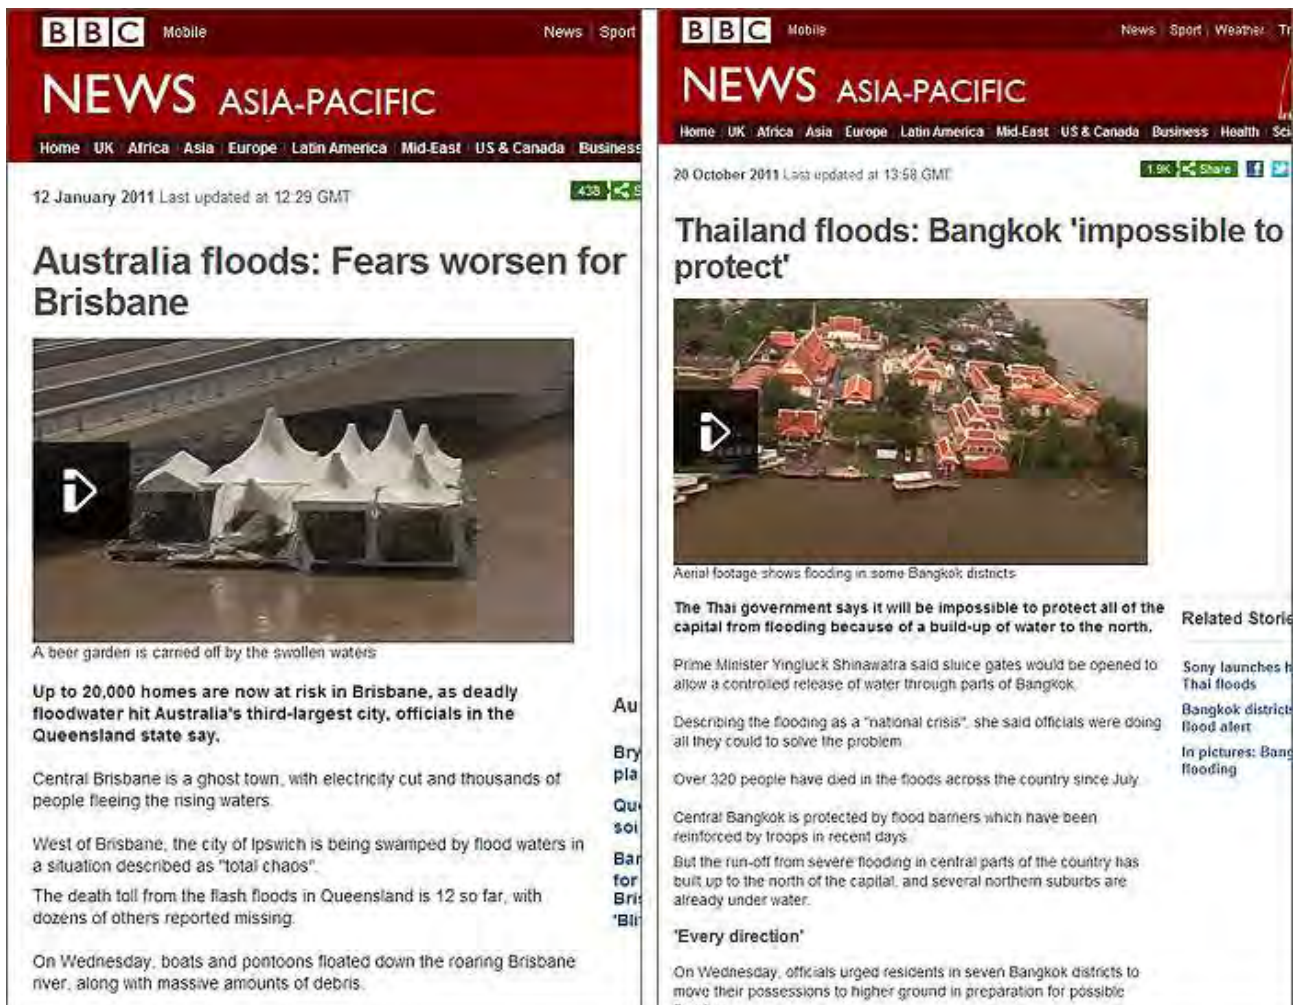 BBC Mobile News Sport
NEWS ASIA-PACIFIC
Home UK Africa Asia Europe Latin America Mid-East US & Canada Business
12 January 2011 Last updated at 12:29 GMT
438 S
Australia floods: Fears worsen for
Brisbane
A beer garden is carried off by the swollen waters
Up to 20,000 homes are now at risk in Brisbane, as deadly
floodwater hit Australia's third-largest city, officials in the
Queensland state say.
Central Brisbane is a ghost town, with electricity cut and thousands of
people fleeing the rising waters.
West of Brisbane, the city of Ipswich is being swamped by flood waters in
a situation described as "total chaos".
The death toll from the flash floods in Queensland is 12 so far, with
dozens of others reported missing.
On Wednesday, boats and pontoons floated down the roaring Brisbane
river, along with massive amounts of debris.
Au
Bry
pla
Que
soi
Bar
for
Bris
'Bli
BBC Mobile News Sport Weather Tr
NEWS ASIA-PACIFIC
Home UK Africa Asia Europe Latin America Mid-East US & Canada Business Health Sci
20 October 2011 Last updated at 13:58 GMT
1.9K Share
Thailand floods: Bangkok 'impossible to
protect'
Aerial footage shows flooding in some Bangkok districts
The Thai government says it will be impossible to protect all of the
capital from flooding because of a build-up of water to the north.
Prime Minister Yingluck Shinawatra said sluice gates would be opened to
allow a controlled release of water through parts of Bangkok.
Describing the flooding as a "national crisis", she said officials were doing
all they could to solve the problem.
Over 320 people have died in the floods across the country since July.
Central Bangkok is protected by flood barriers which have been
reinforced by troops in recent days.
But the run-off from severe flooding in central parts of the country has
built up to the north of the capital, and several northern suburbs are
already under water.
'Every direction'
On Wednesday, officials urged residents in seven Bangkok districts to
move their possessions to higher ground in preparation for possible
Related Storie
Sony launches h
Thai floods
Bangkok districts
flood alert
In pictures: Bang
flooding